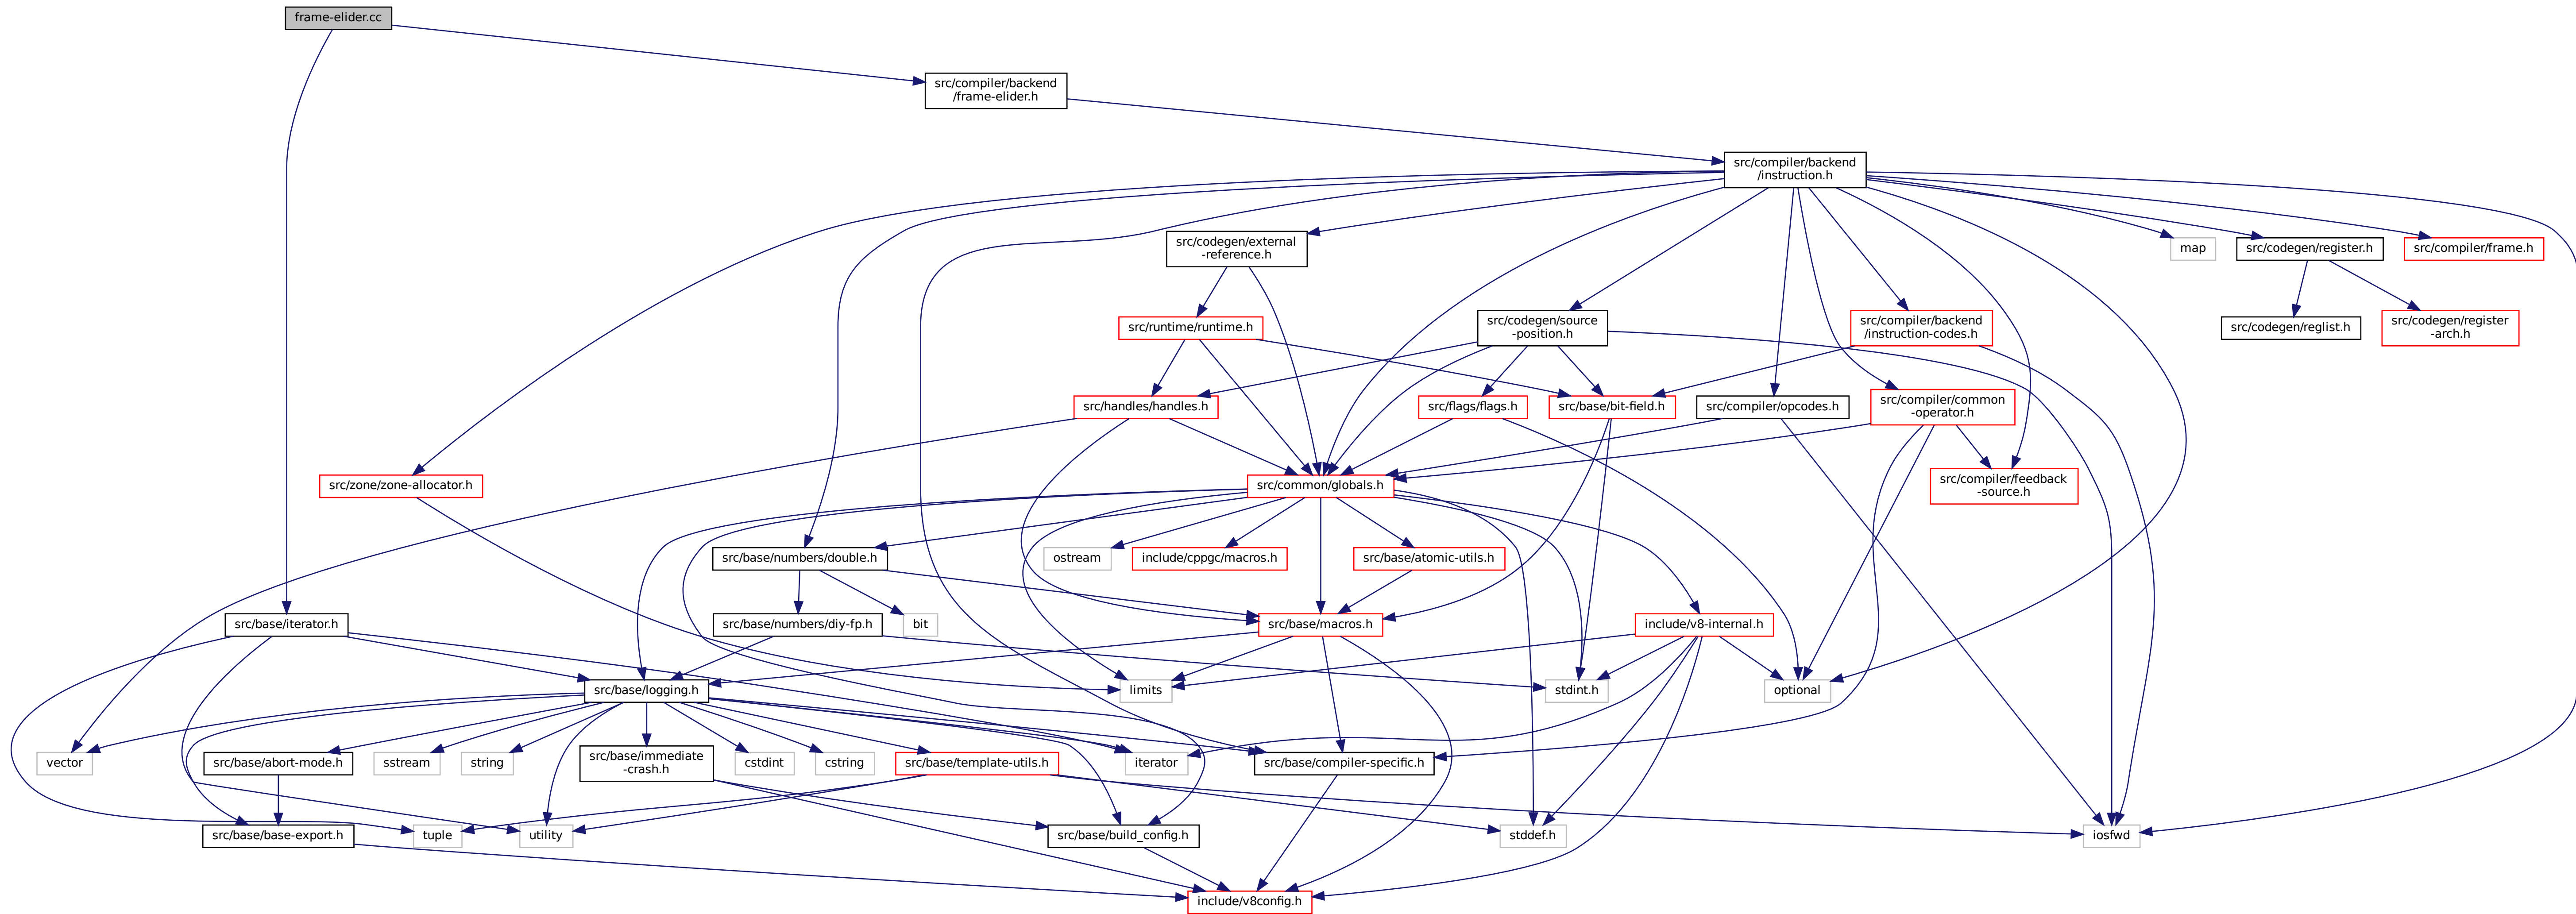 frame-elider.cc
src/compiler/backend
/frame-elider.h
src/compiler/backend
/instruction.h
src/codegen/external
-reference.h
map
src/codegen/register.h
src/compiler/frame.h
src/runtime/runtime.h
src/codegen/source
-position.h
src/compiler/backend
/instruction-codes.h
src/codegen/reglist.h
src/codegen/register
-arch.h
src/handles/handles.h
src/flags/flags.h
src/base/bit-field.h
src/compiler/opcodes.h
src/compiler/common
-operator.h
src/zone/zone-allocator.h
src/common/globals.h
src/compiler/feedback
-source.h
src/base/numbers/double.h
ostream
include/cppgc/macros.h
src/base/atomic-utils.h
src/base/iterator.h
src/base/numbers/diy-fp.h
bit
src/base/macros.h
include/v8-internal.h
src/base/logging.h
limits
stdint.h
optional
vector
src/base/abort-mode.h
sstream
string
src/base/immediate
-crash.h
cstdint
cstring
src/base/template-utils.h
iterator
src/base/compiler-specific.h
src/base/base-export.h
tuple
utility
src/base/build_config.h
stddef.h
iosfwd
include/v8config.h